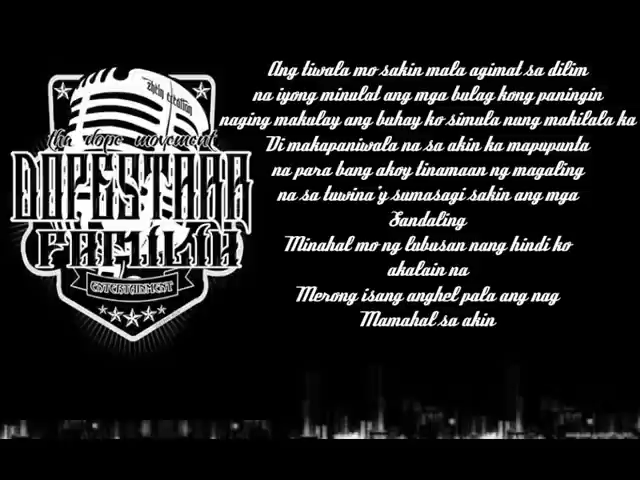 zheln creation
tha dope movement
DOPESTARR
FAMILIA
ENTERTAINMENT
Ang tiwala mo sakin mala agimat sa dilim
na iyong minulat ang mga bulag kong paningin
naging makulay ang buhay ko simula nung makilala ka
Di makapaniwala na sa akin ka mapupunta
na para bang akoy tinamaan ng magaling
na sa tuwina'y sumasagi sakin ang mga
Sandaling
Minahal mo ng lubusan nang hindi ko
akalain na
Merong isang anghel pala ang nag
Mamahal sa akin